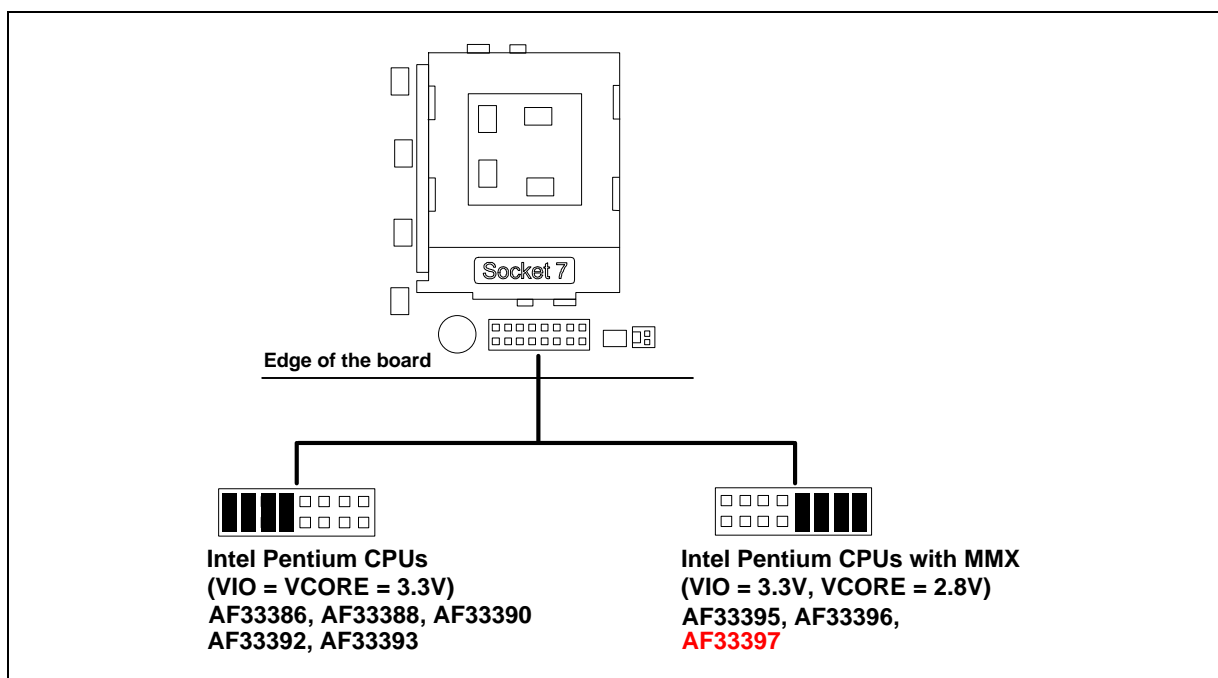 Socket 7
Edge of the board
Intel Pentium CPUs
(VIO = VCORE = 3.3V)
AF33386, AF33388, AF33390
AF33392, AF33393
Intel Pentium CPUs with MMX
(VIO = 3.3V, VCORE = 2.8V)
AF33395, AF33396,
AF33397